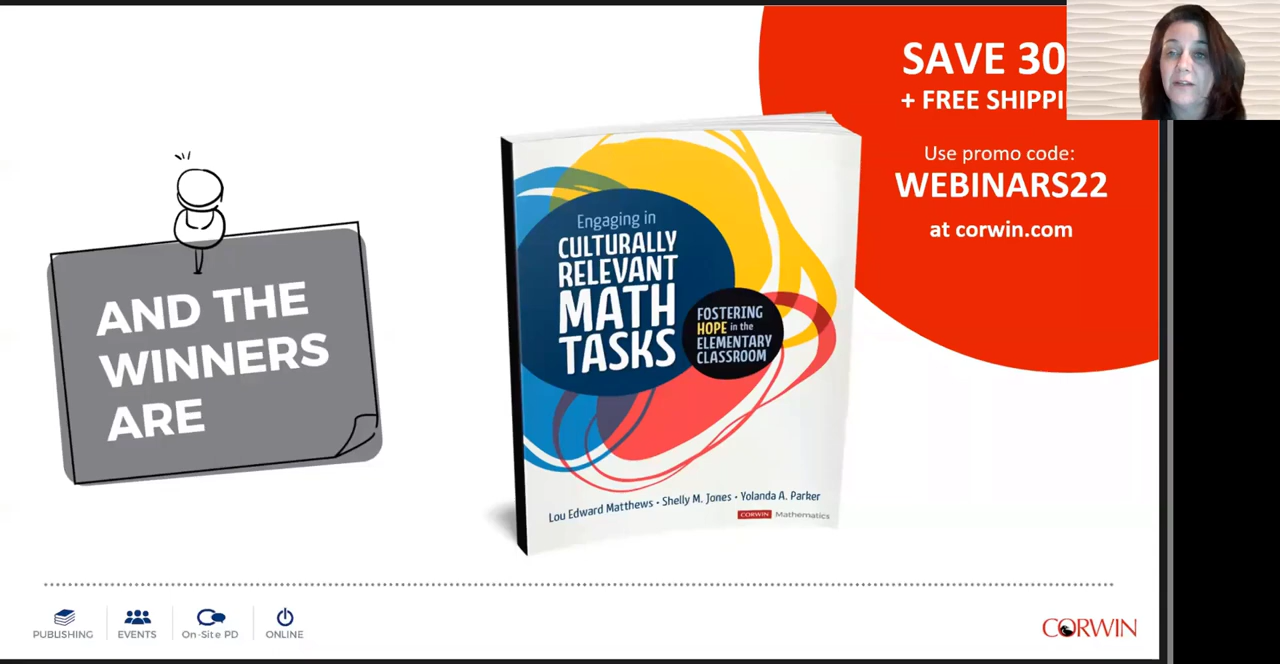 AND THE
WINNERS
ARE
Engaging in
CULTURALLY
RELEVANT
MATH
TASKS
FOSTERING
HOPE in the
ELEMENTARY
CLASSROOM
Lou Edward Matthews • Shelly M. Jones • Yolanda A. Parker
CORWIN Mathematics
SAVE 30
+ FREE SHIPPI
Use promo code:
WEBINARS22
at corwin.com
PUBLISHING
EVENTS
On-Site PD
ONLINE
CORWIN